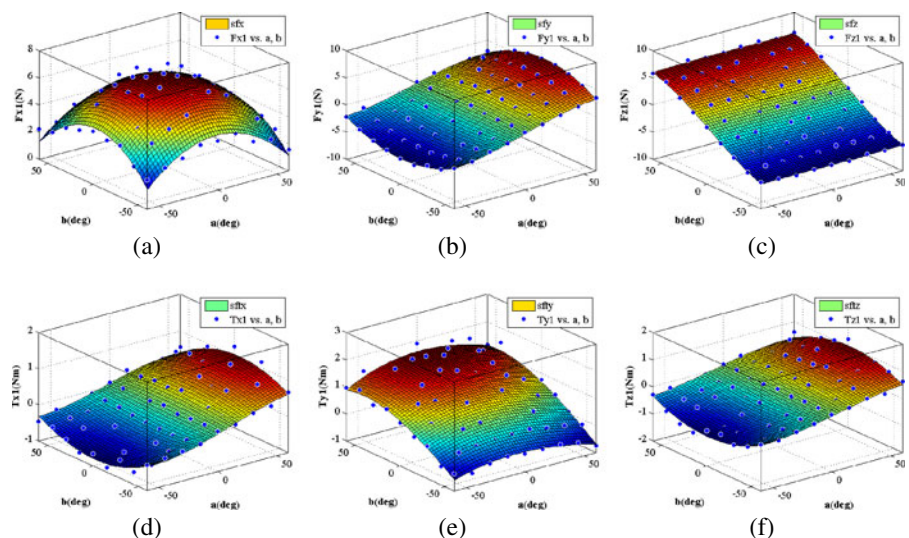 sfx
Fx1 vs. a, b
8
6
4
2
0
Fx1(N)
50
0
-50
b(deg)
-50
0
50
a(deg)
(a)
sfy
Fy1 vs. a, b
10
5
0
-5
-10
Fy1(N)
50
0
-50
b(deg)
-50
0
50
a(deg)
(b)
sfz
Fz1 vs. a, b
10
5
0
-5
-10
Fz1(N)
50
0
-50
b(deg)
-50
0
50
a(deg)
(c)
sftx
Tx1 vs. a, b
2
1
0
-1
Tx1(Nm)
50
0
-50
b(deg)
-50
0
50
a(deg)
(d)
sfty
Ty1 vs. a, b
3
2
1
0
-1
Ty1(Nm)
50
0
-50
b(deg)
-50
0
50
a(deg)
(e)
sftz
Tz1 vs. a, b
2
1
0
-1
-2
Tz1(Nm)
50
0
-50
b(deg)
-50
0
50
a(deg)
(f)